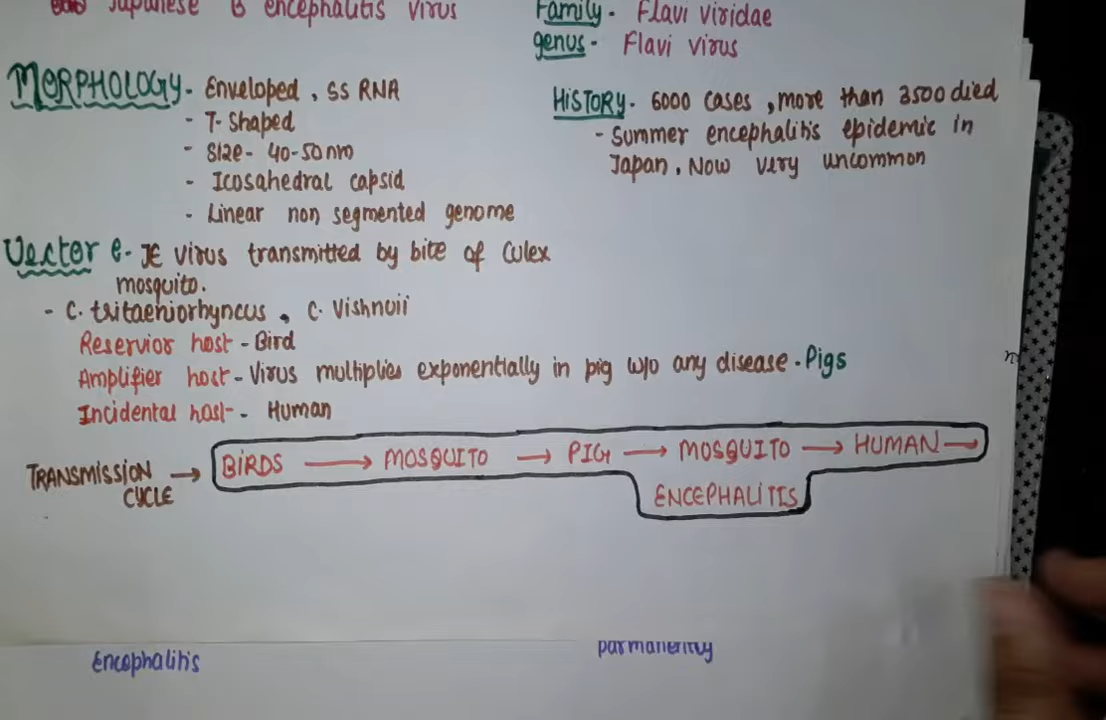 Japanese B encephalitis virus
Family- Flavi viridae
genus- Flavi virus
MORPHOLOGY- Enveloped, SS RNA
- T-Shaped
- Size- 40-50nm
- Icosahedral capsid
- Linear non segmented genome
HISTORY- 6000 cases, more than 3500 died
- Summer encephalitis epidemic in
Japan. Now very uncommon
Vector e- JE virus transmitted by bite of Culex
mosquito.
- C. tritaeniorhyncus, C. Vishnuii
Reservior host - Bird
Amplifier host - Virus multiplies exponentially in pig w/o any disease - Pigs
Incidental host - Human
TRANSMISSION CYCLE → BIRDS → MOSQUITO → PIG → MOSQUITO → HUMAN →
ENCEPHALITIS
Encephalitis